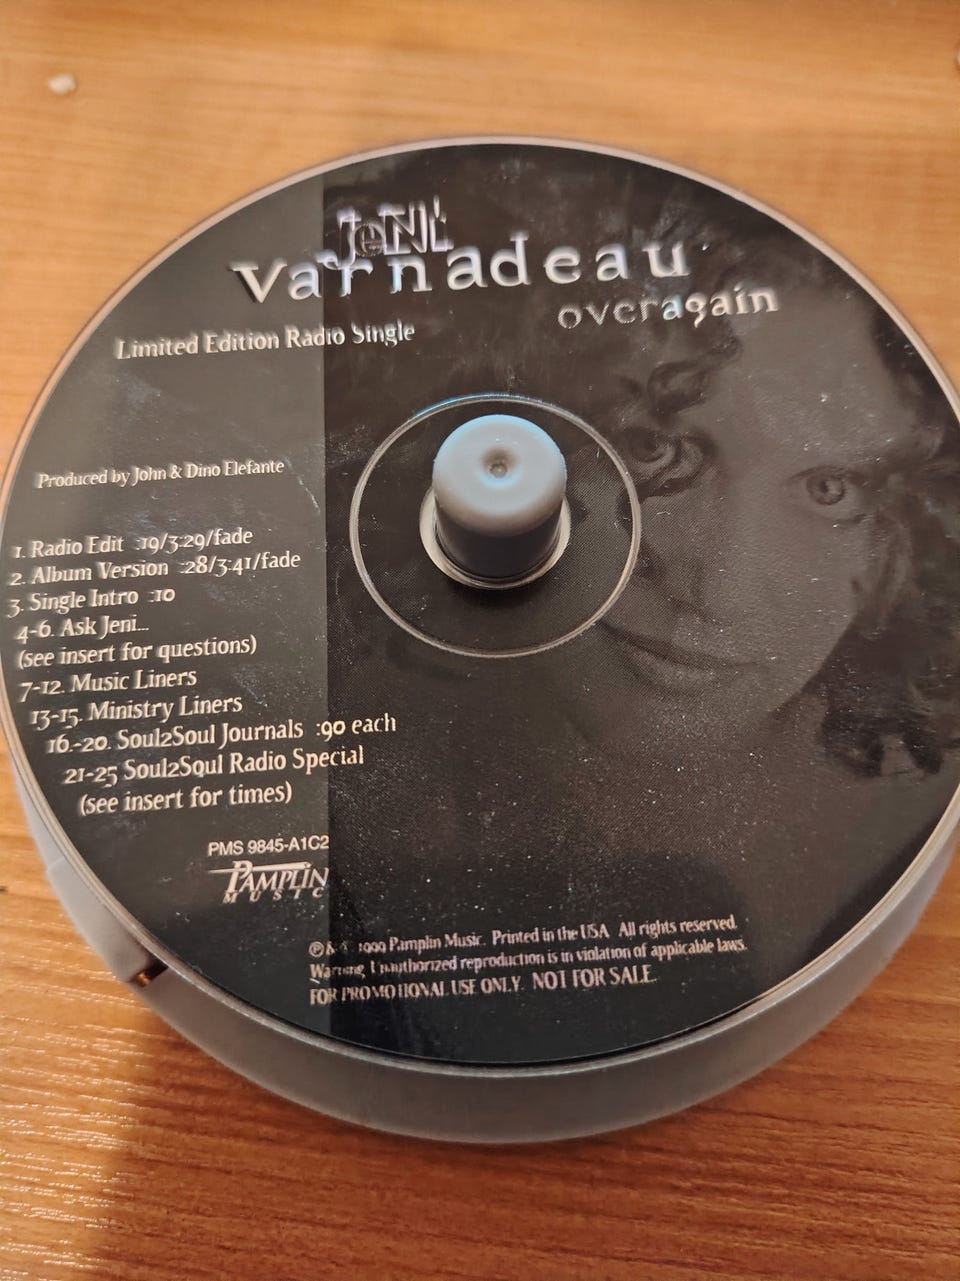 JeNi
varnadeau
overagain
Limited Edition Radio Single
Produced by John & Dino Elefante
1. Radio Edit :19/3:29/fade
2. Album Version :28/3:41/fade
3. Single Intro :10
4-6. Ask Jeni...
(see insert for questions)
7-12. Music Liners
13-15. Ministry Liners
16.-20. Soul2Soul Journals :90 each
21-25 Soul2Soul Radio Special
(see insert for times)
PMS 9845-A1C2
PAMPLIN
MUSIC
℗ & © 1999 Pamplin Music. Printed in the USA All rights reserved.
Warning, Unauthorized reproduction is in violation of applicable laws.
FOR PROMOTIONAL USE ONLY. NOT FOR SALE.